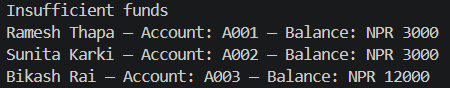 Insufficient funds
Ramesh Thapa – Account: A001 – Balance: NPR 3000
Sunita Karki – Account: A002 – Balance: NPR 3000
Bikash Rai – Account: A003 – Balance: NPR 12000